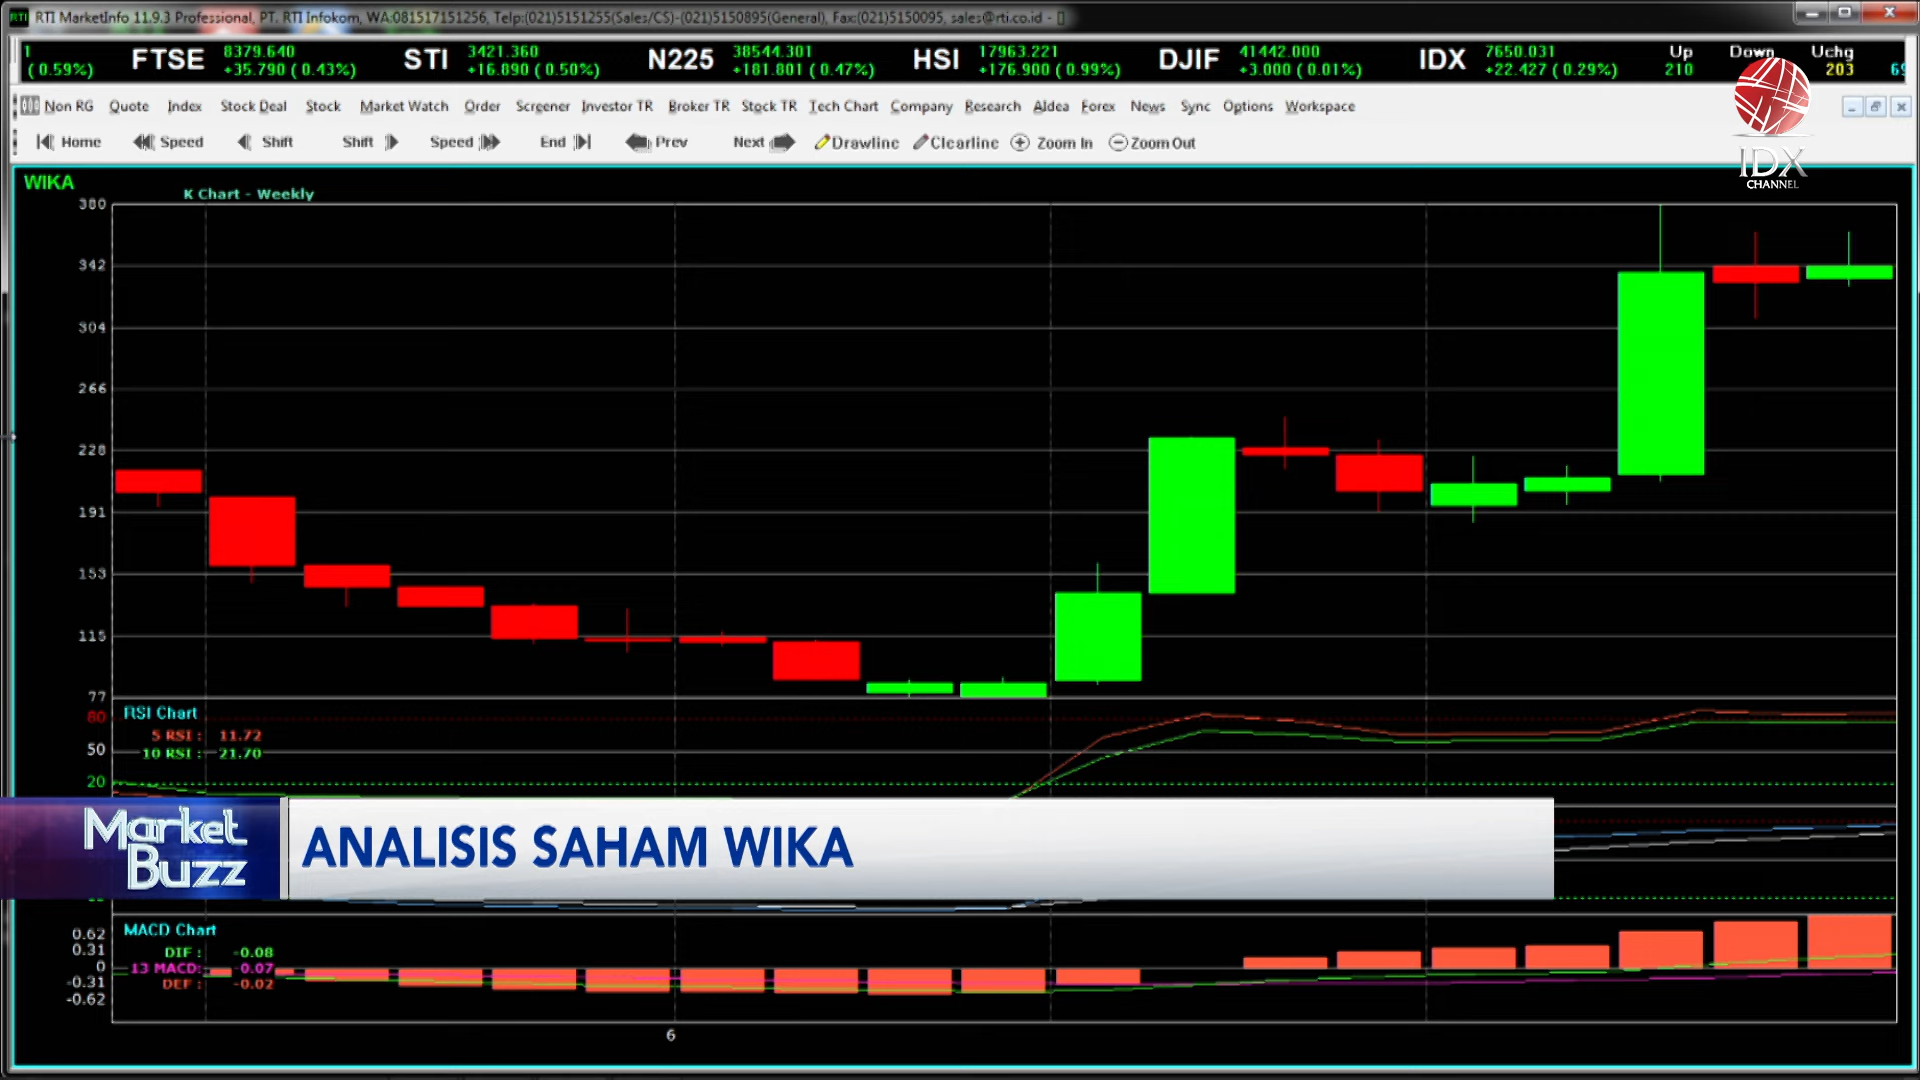 RTI MarketInfo 11.9.3 Professional, PT. RTI Infokom, WA:081517151256, Telp:(021)5151255(Sales/CS)-(021)5150895(General), Fax:(021)5150095, sales@rti.co.id - []
1 FTSE 8379.640 STI 3421.360 N225 38544.301 HSI 17963.221 DJIF 41442.000 IDX 7650.031 Up Down Uchg
( 0.59%) +35.790 ( 0.43%) +16.890 ( 0.50%) +181.801 ( 0.47%) +176.900 ( 0.99%) +3.000 ( 0.01%) +22.427 ( 0.29%) 210 203
Non RG Quote Index Stock Deal Stock Market Watch Order Screener Investor TR Broker TR Stock TR Tech Chart Company Research Aldea Forex News Sync Options Workspace
Home Speed Shift Shift Speed End Prev Next Drawline Clearline Zoom In Zoom Out
IDX
CHANNEL
WIKA
K Chart - Weekly
380
342
304
266
228
191
153
115
77
RSI Chart
80
5 RSI : 11.72
50
10 RSI : 21.70
20
Market
Buzz
ANALISIS SAHAM WIKA
MACD Chart
0.62
0.31
0
-0.31
-0.62
DIF : -0.08
13 MACD: -0.07
DEF : -0.02
6